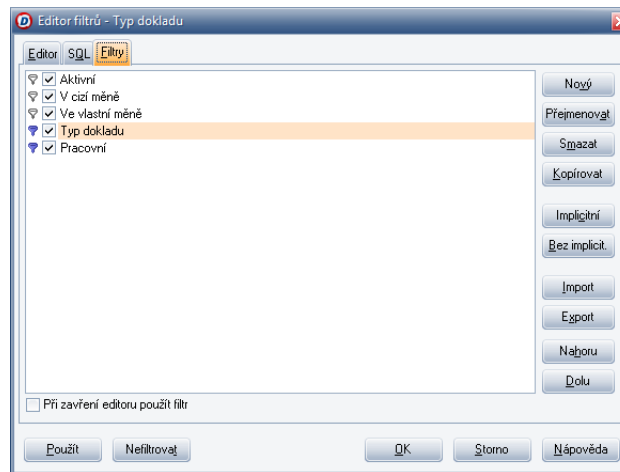 Editor filtrů - Typ dokladu
Editor SQL Filtry
Aktivní
V cizí měně
Ve vlastní měně
Typ dokladu
Pracovní
Nový
Přejmenovat
Smazat
Kopírovat
Implicitní
Bez implicit.
Import
Export
Nahoru
Dolu
Při zavření editoru použít filtr
Použít Nefiltrovat OK Storno Nápověda